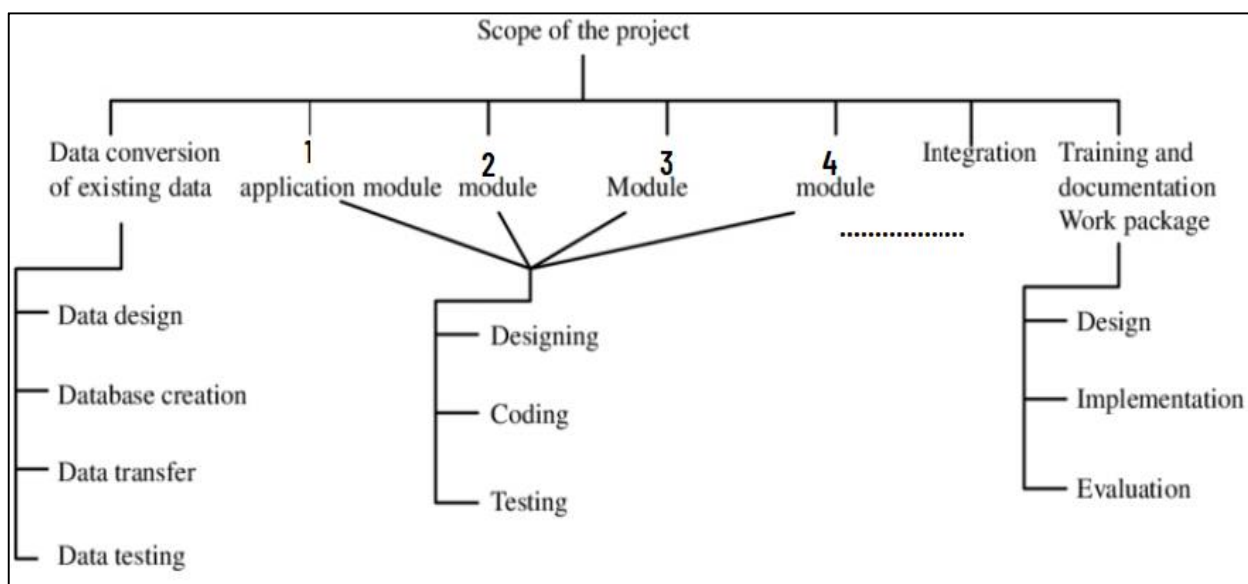 Scope of the project
Data conversion
of existing data
1
application module
2
module
3
Module
4
module
..................
Integration
Training and
documentation
Work package
Data design
Database creation
Data transfer
Data testing
Designing
Coding
Testing
Design
Implementation
Evaluation